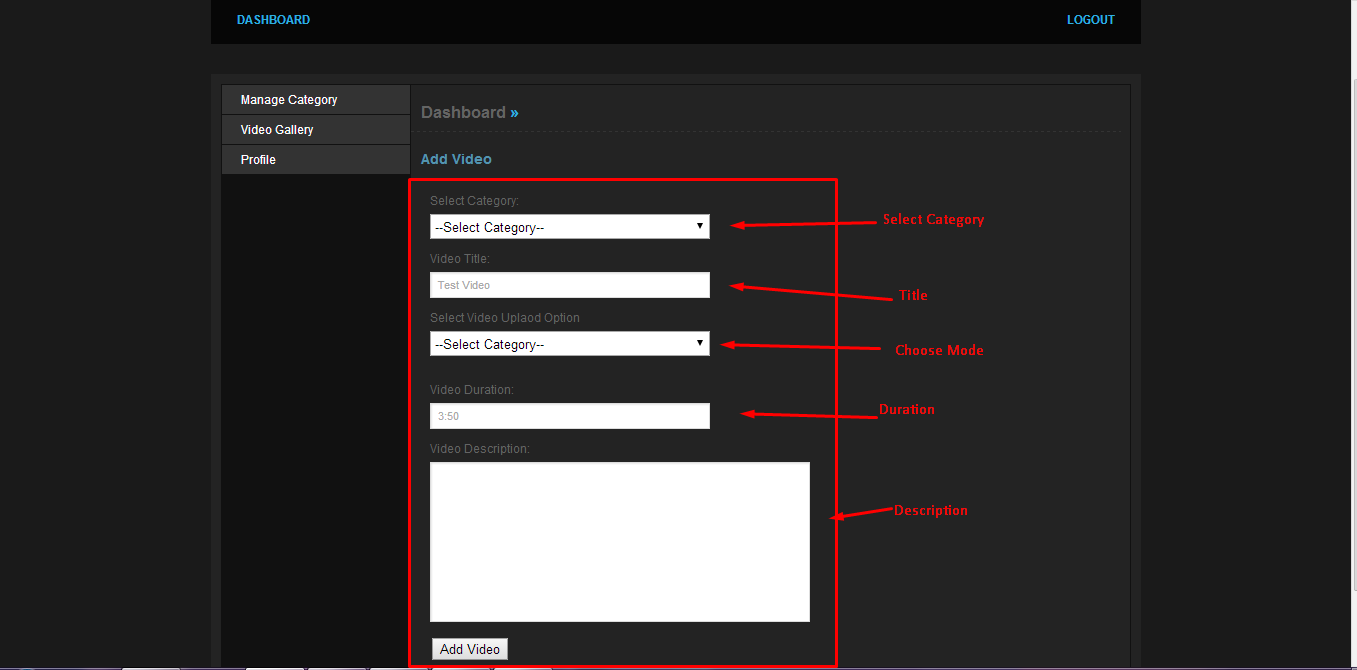 DASHBOARD LOGOUT
Manage Category
Video Gallery
Profile
Dashboard »
Add Video
Select Category:
--Select Category--
Select Category
Video Title:
Test Video
Title
Select Video Uplaod Option
--Select Category--
Choose Mode
Video Duration:
3:50
Duration
Video Description:
Description
Add Video